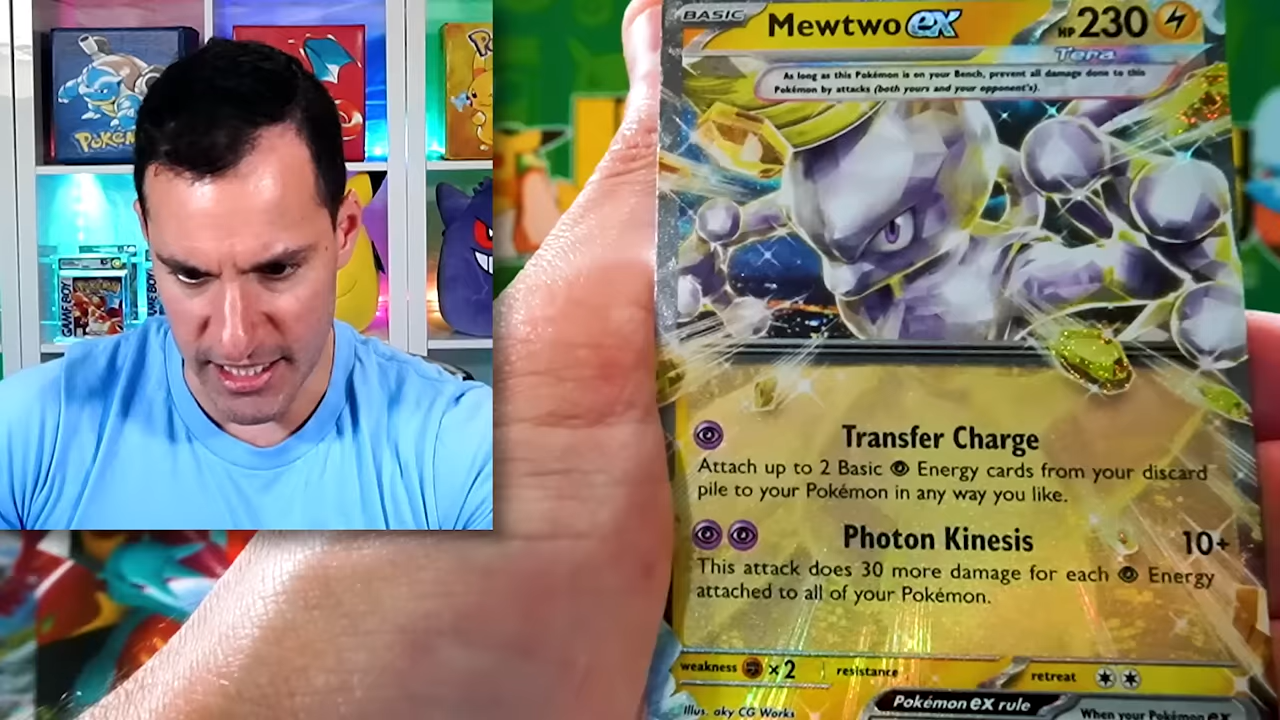 BASIC
Mewtwo ex
HP 230
Tera
As long as this Pokémon is on your Bench, prevent all damage done to this
Pokémon by attacks (both yours and your opponent's).
Transfer Charge
Attach up to 2 Basic Energy cards from your discard
pile to your Pokémon in any way you like.
Photon Kinesis 10+
This attack does 30 more damage for each Energy
attached to all of your Pokémon.
weakness ×2 resistance retreat
Illus. aky CG Works
Pokémon ex rule
When your Pokémon ex
GAME BOY